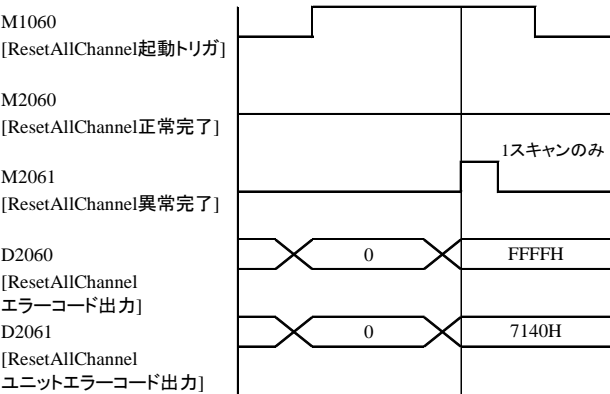 M1060
[ResetAllChannel起動トリガ]
M2060
[ResetAllChannel正常完了]
1スキャンのみ
M2061
[ResetAllChannel異常完了]
D2060
0
FFFFH
[ResetAllChannel
エラーコード出力]
D2061
0
7140H
[ResetAllChannel
ユニットエラーコード出力]